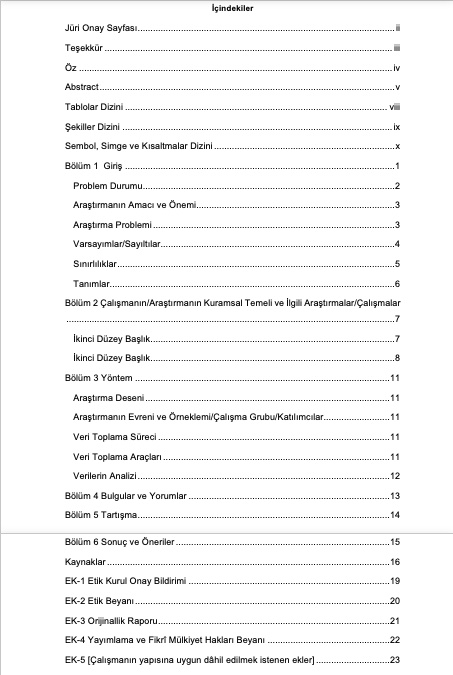 İçindekiler
Jüri Onay Sayfası.......................................................................................................ii
Teşekkür ...................................................................................................................iii
Öz .............................................................................................................................iv
Abstract.....................................................................................................................v
Tablolar Dizini .........................................................................................................viii
Şekiller Dizini ...........................................................................................................ix
Sembol, Simge ve Kısaltmalar Dizini ........................................................................x
Bölüm 1 Giriş ............................................................................................................1
Problem Durumu.......................................................................................................2
Araştırmanın Amacı ve Önemi..................................................................................3
Araştırma Problemi ...................................................................................................3
Varsayımlar/Sayıltılar................................................................................................4
Sınırlılıklar.................................................................................................................5
Tanımlar....................................................................................................................6
Bölüm 2 Çalışmanın/Araştırmanın Kuramsal Temeli ve İlgili Araştırmalar/Çalışmalar
..................................................................................................................................7
İkinci Düzey Başlık....................................................................................................7
İkinci Düzey Başlık....................................................................................................8
Bölüm 3 Yöntem .....................................................................................................11
Araştırma Deseni ....................................................................................................11
Araştırmanın Evreni ve Örneklemi/Çalışma Grubu/Katılımcılar.........................11
Veri Toplama Süreci ...............................................................................................11
Veri Toplama Araçları .............................................................................................11
Verilerin Analizi.......................................................................................................12
Bölüm 4 Bulgular ve Yorumlar ................................................................................13
Bölüm 5 Tartışma....................................................................................................14
Bölüm 6 Sonuç ve Öneriler .....................................................................................15
Kaynaklar ................................................................................................................16
EK-1 Etik Kurul Onay Bildirimi ................................................................................19
EK-2 Etik Beyanı.....................................................................................................20
EK-3 Orijinallik Raporu............................................................................................21
EK-4 Yayımlama ve Fikrî Mülkiyet Hakları Beyanı .................................................22
EK-5 [Çalışmanın yapısına uygun dâhil edilmek istenen ekler] .............................23